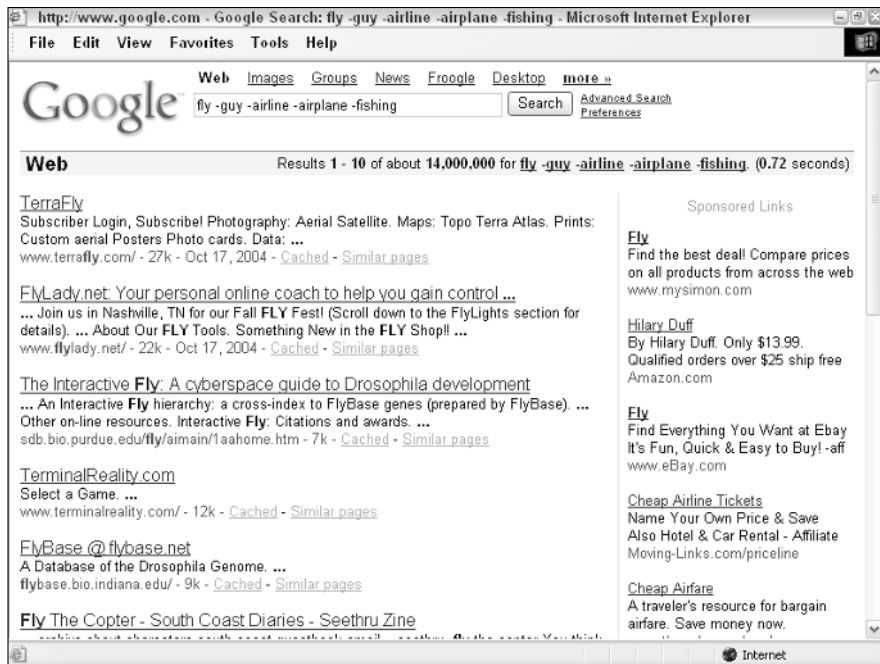 http://www.google.com - Google Search: fly -guy -airline -airplane -fishing - Microsoft Internet Explorer
File Edit View Favorites Tools Help
Google
Web Images Groups News Froogle Desktop more »
fly -guy -airline -airplane -fishing
Search
Advanced Search
Preferences
Web
Results 1 - 10 of about 14,000,000 for fly -guy -airline -airplane -fishing. (0.72 seconds)
TerraFly
Subscriber Login, Subscribe! Photography: Aerial Satellite. Maps: Topo Terra Atlas. Prints:
Custom aerial Posters Photo cards. Data: ...
www.terrafly.com/ - 27k - Oct 17, 2004 - Cached - Similar pages
FlyLady.net: Your personal online coach to help you gain control ...
... Join us in Nashville, TN for our Fall FLY Fest! (Scroll down to the FlyLights section for
details). ... About Our FLY Tools. Something New in the FLY Shop!! ...
www.flylady.net/ - 22k - Oct 17, 2004 - Cached - Similar pages
The Interactive Fly: A cyberspace guide to Drosophila development
... An Interactive Fly hierarchy: a cross-index to FlyBase genes (prepared by FlyBase). ...
Other on-line resources. Interactive Fly: Citations and awards. ...
sdb.bio.purdue.edu/fly/aimain/1aahome.htm - 7k - Cached - Similar pages
TerminalReality.com
Select a Game. ...
www.terminalreality.com/ - 12k - Cached - Similar pages
FlyBase @ flybase.net
A Database of the Drosophila Genome. ...
flybase.bio.indiana.edu/ - 9k - Cached - Similar pages
Fly The Copter - South Coast Diaries - Seethru Zine
Sponsored Links
Fly
Find the best deal! Compare prices
on all products from across the web
www.mysimon.com
Hilary Duff
By Hilary Duff. Only $13.99.
Qualified orders over $25 ship free
Amazon.com
Fly
Find Everything You Want at Ebay
It's Fun, Quick & Easy to Buy! -aff
www.eBay.com
Cheap Airline Tickets
Name Your Own Price & Save
Also Hotel & Car Rental - Affiliate
Moving-Links.com/priceline
Cheap Airfare
A traveler's resource for bargain
airfare. Save money now.
Internet